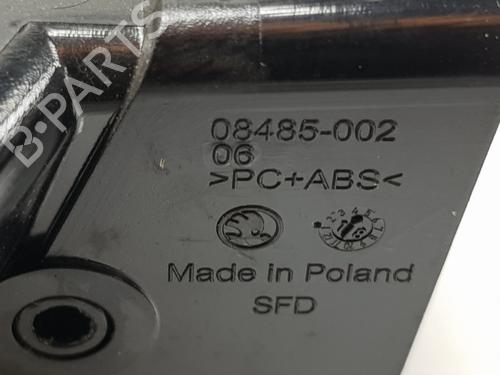 B-PARTS
08485-002
06
>PC+ABS<
Made in Poland
SFD